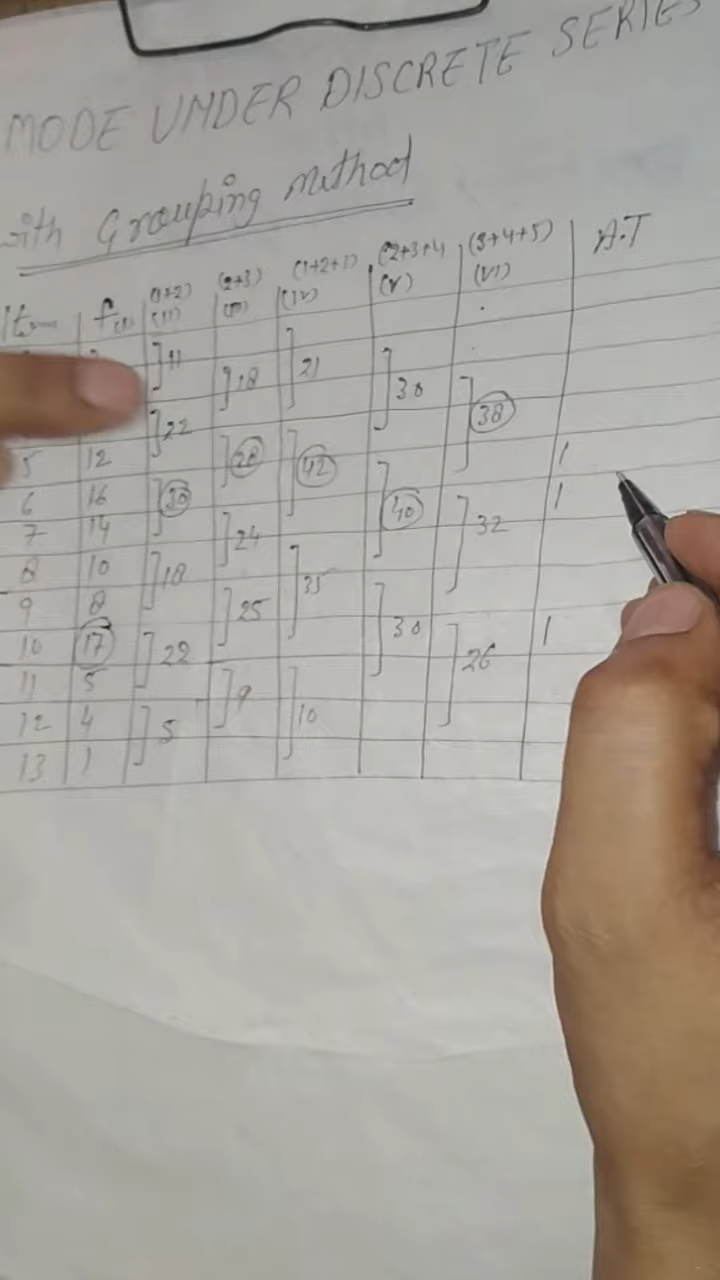 MODE UNDER DISCRETE SERIES
with Grouping Method
(1+2) (2+3) (1+2+3) (2+3+4) (3+4+5) A.T
Item f(I) (II) (III) (IV) (V) (VI)
]11 ]18 ]21 ]30 ]38
]22
5 12 ]28 ]42 1
6 16 ]30 ]40 ]32 1
7 14 ]24
8 10 ]18 ]35
9 8 ]25 ]30
10 17 ]22 ]26 1
11 5 ]9 ]10
12 4 ]5
13 1